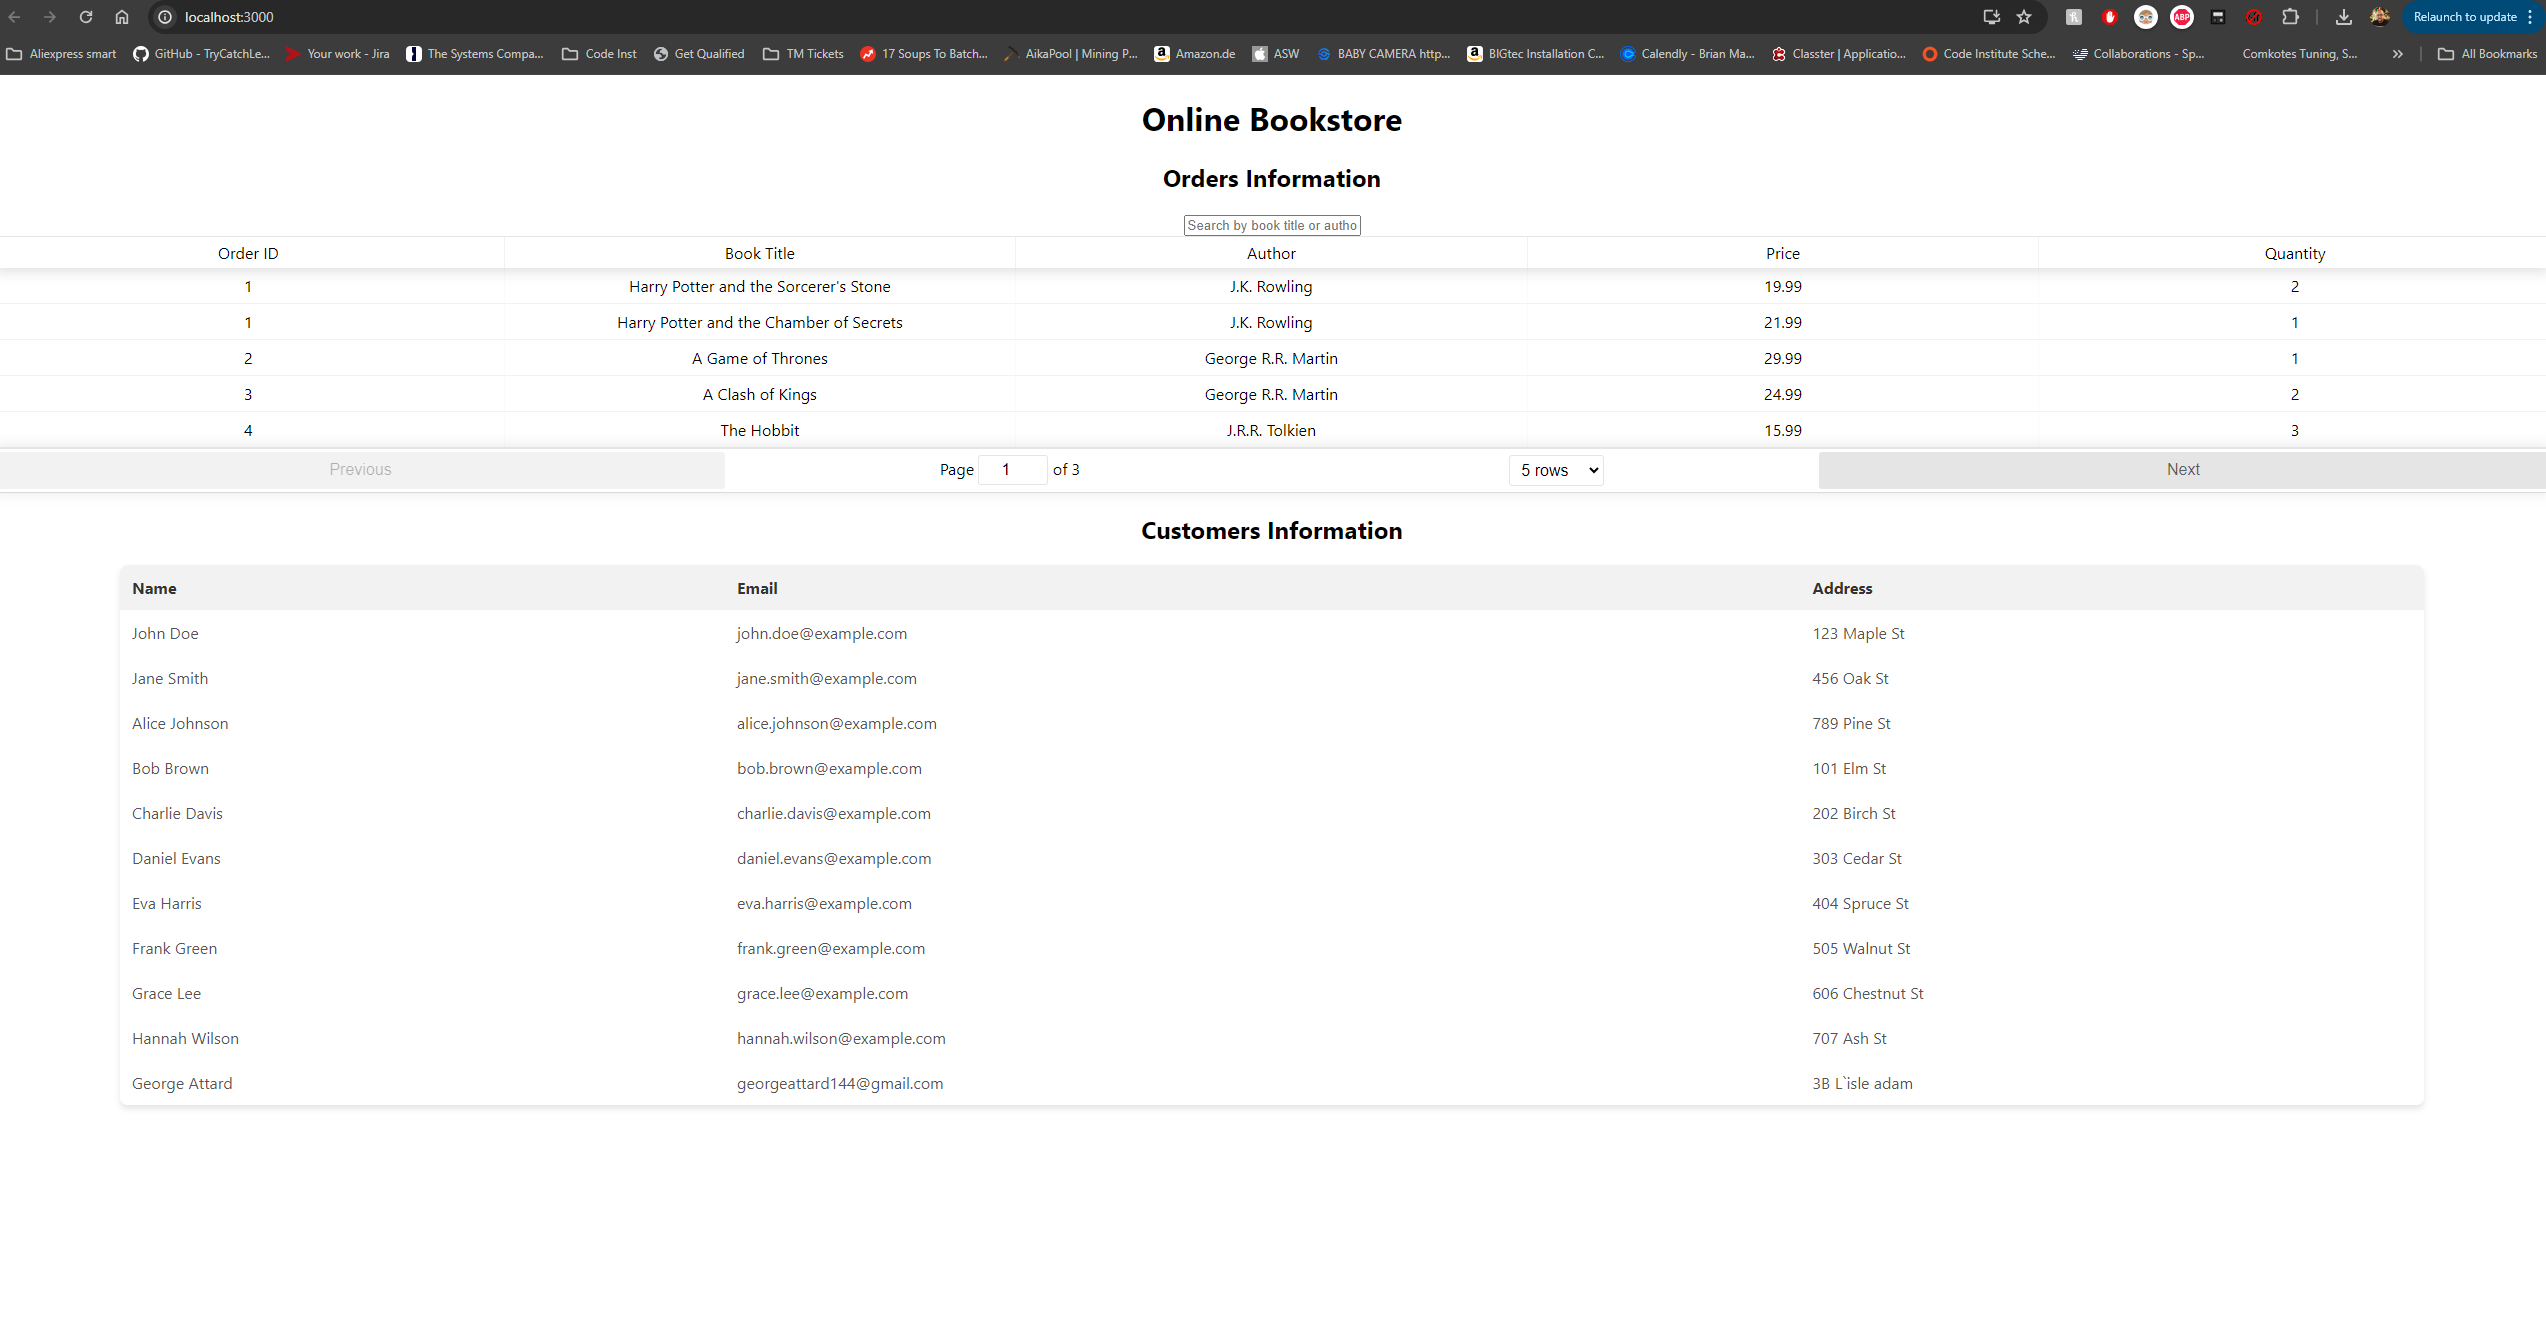 localhost:3000
Relaunch to update
Aliexpress smart GitHub - TryCatchLe... Your work - Jira The Systems Compa... Code Inst Get Qualified TM Tickets 17 Soups To Batch... AikaPool | Mining P... Amazon.de ASW BABY CAMERA http... BIGtec Installation C... Calendly - Brian Ma... Classter | Applicatio... Code Institute Sche... Collaborations - Sp... Comkotes Tuning, S... » All Bookmarks
Online Bookstore
Orders Information
Search by book title or autho
Order ID Book Title Author Price Quantity
1 Harry Potter and the Sorcerer's Stone J.K. Rowling 19.99 2
1 Harry Potter and the Chamber of Secrets J.K. Rowling 21.99 1
2 A Game of Thrones George R.R. Martin 29.99 1
3 A Clash of Kings George R.R. Martin 24.99 2
4 The Hobbit J.R.R. Tolkien 15.99 3
Previous Page 1 of 3 5 rows Next
Customers Information
Name Email Address
John Doe john.doe@example.com 123 Maple St
Jane Smith jane.smith@example.com 456 Oak St
Alice Johnson alice.johnson@example.com 789 Pine St
Bob Brown bob.brown@example.com 101 Elm St
Charlie Davis charlie.davis@example.com 202 Birch St
Daniel Evans daniel.evans@example.com 303 Cedar St
Eva Harris eva.harris@example.com 404 Spruce St
Frank Green frank.green@example.com 505 Walnut St
Grace Lee grace.lee@example.com 606 Chestnut St
Hannah Wilson hannah.wilson@example.com 707 Ash St
George Attard georgeattard144@gmail.com 3B L`isle adam